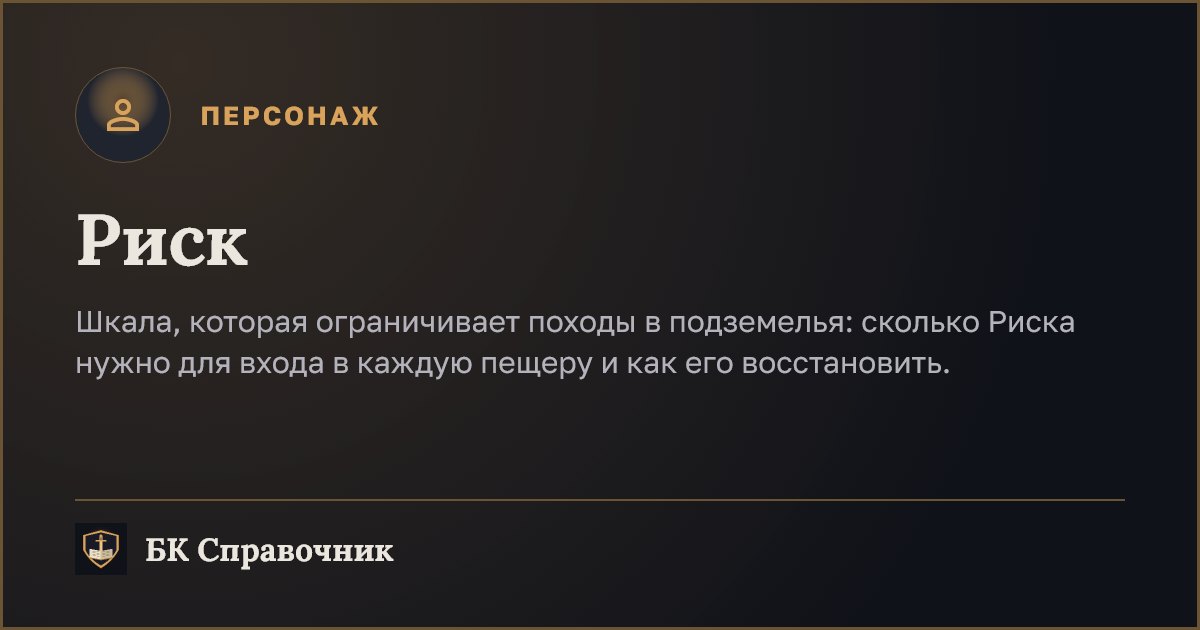 ПЕРСОНАЖ
Риск
Шкала, которая ограничивает походы в подземелья: сколько Риска
нужно для входа в каждую пещеру и как его восстановить.
БК Справочник